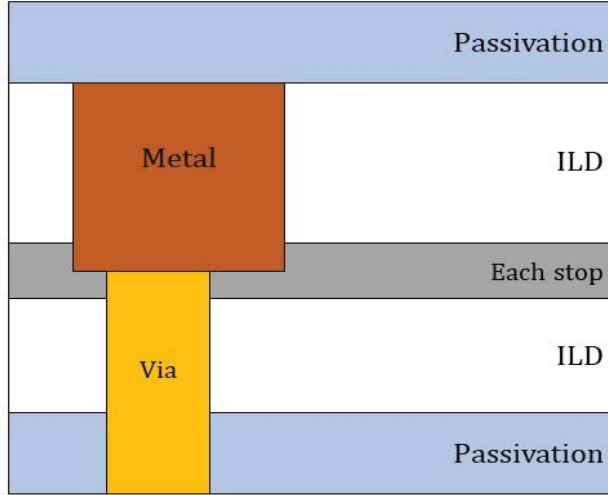 Passivation
Metal
ILD
Each stop
Via
ILD
Passivation